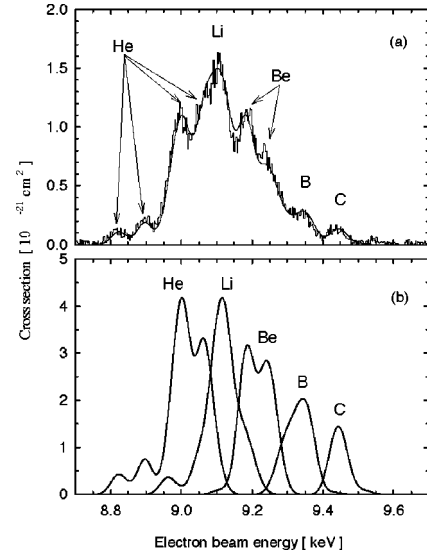 2.0
He
Li
(a)
1.5
Be
1.0
0.5
B
C
0.0
Cross section [ 10 -21 cm 2 ]
5
(b)
He
Li
4
Be
3
B
2
C
1
0
8.8 9.0 9.2 9.4 9.6
Electron beam energy [ keV ]